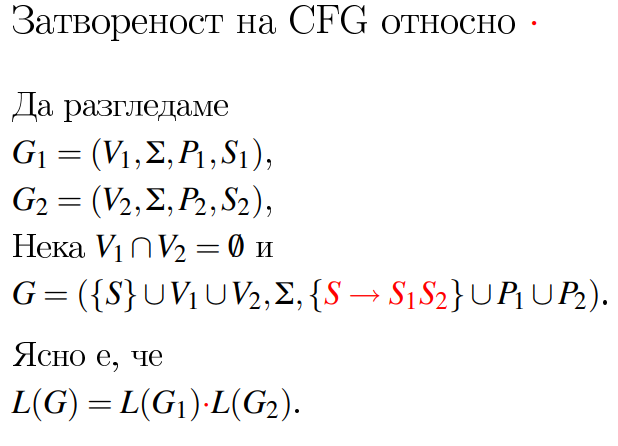 Затвореност на CFG относно ·
Да разгледаме
G₁ = (V₁, Σ, P₁, S₁),
G₂ = (V₂, Σ, P₂, S₂),
Нека V₁ ∩ V₂ = ∅ и
G = ({S} ∪ V₁ ∪ V₂, Σ, {S → S₁S₂} ∪ P₁ ∪ P₂).
Ясно е, че
L(G) = L(G₁)·L(G₂).